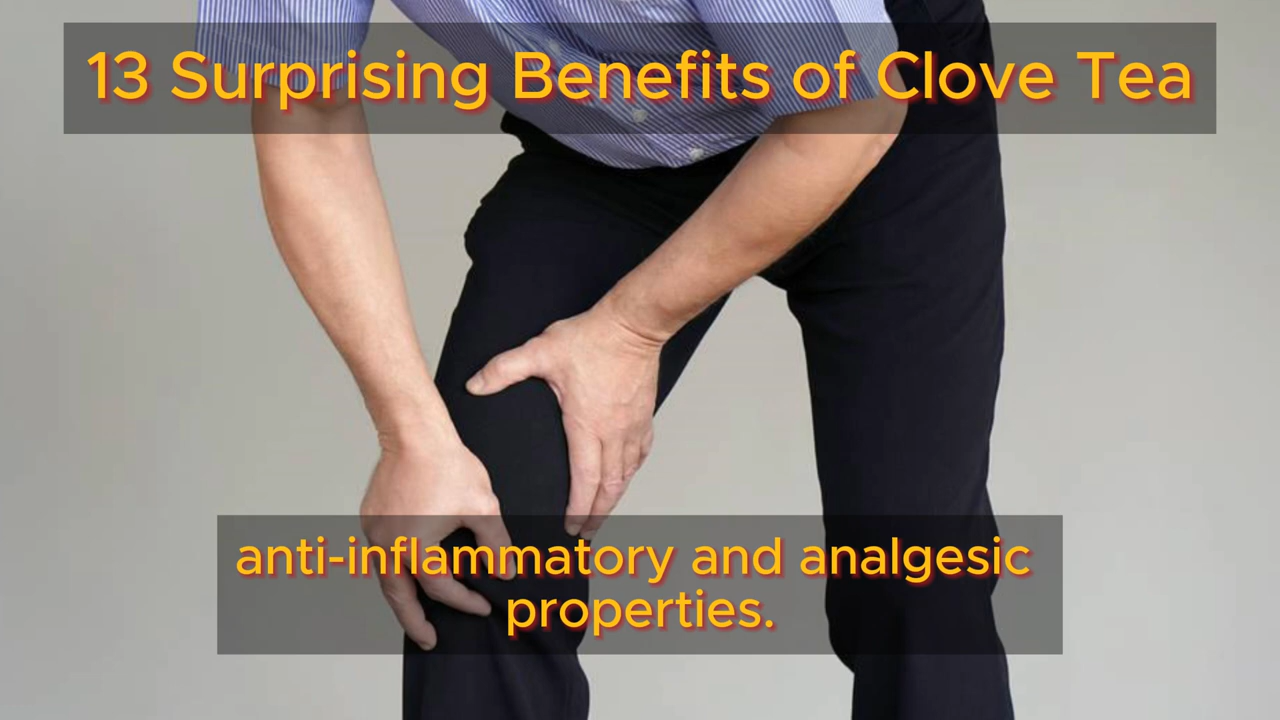 13 Surprising Benefits of Clove Tea
anti-inflammatory and analgesic
properties.